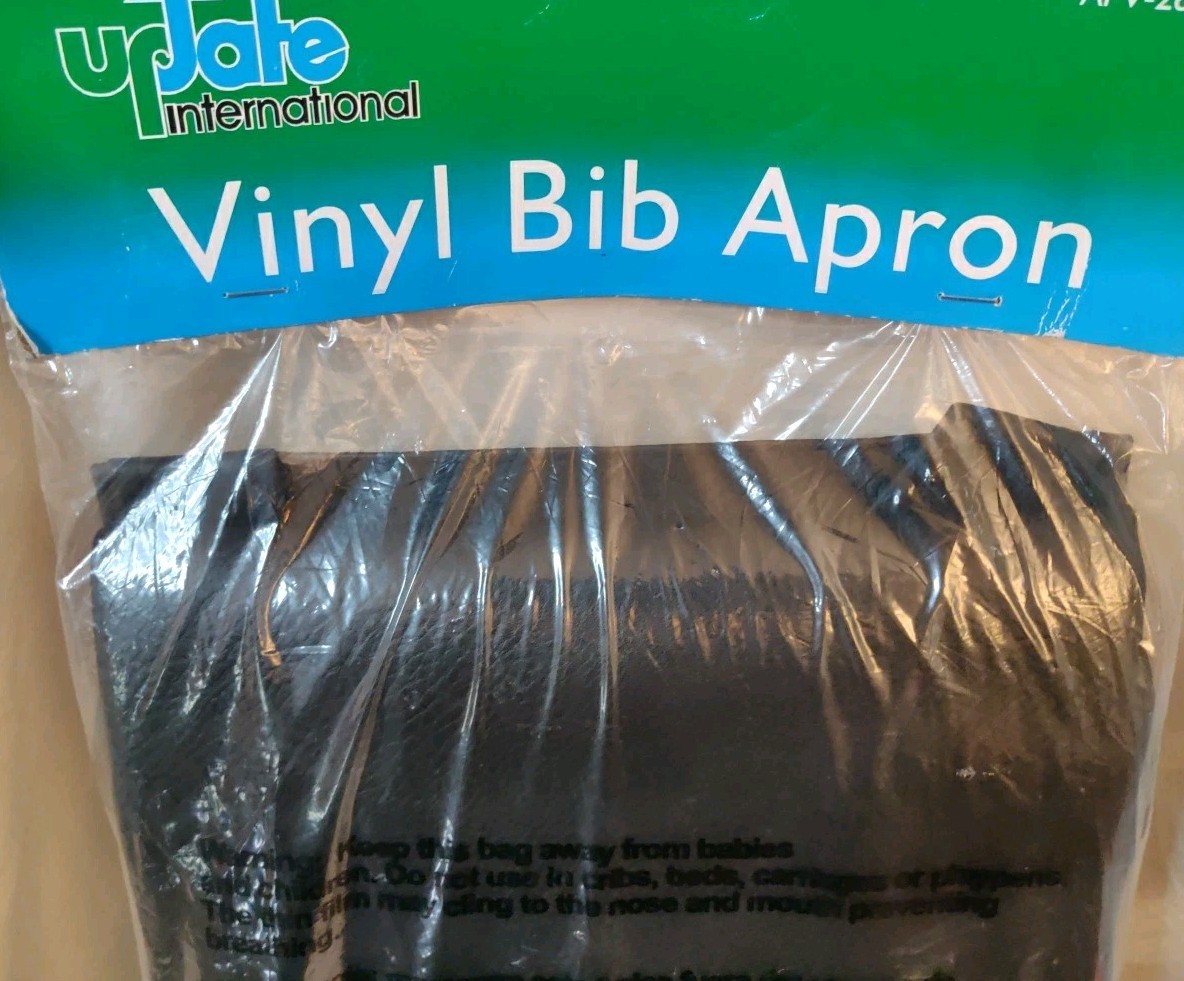 upDate
International
Vinyl Bib Apron
Warning: Keep this bag away from babies
and children. Do not use in cribs, beds, carriages or playpens.
The thin film may cling to the nose and mouth preventing
breathing.